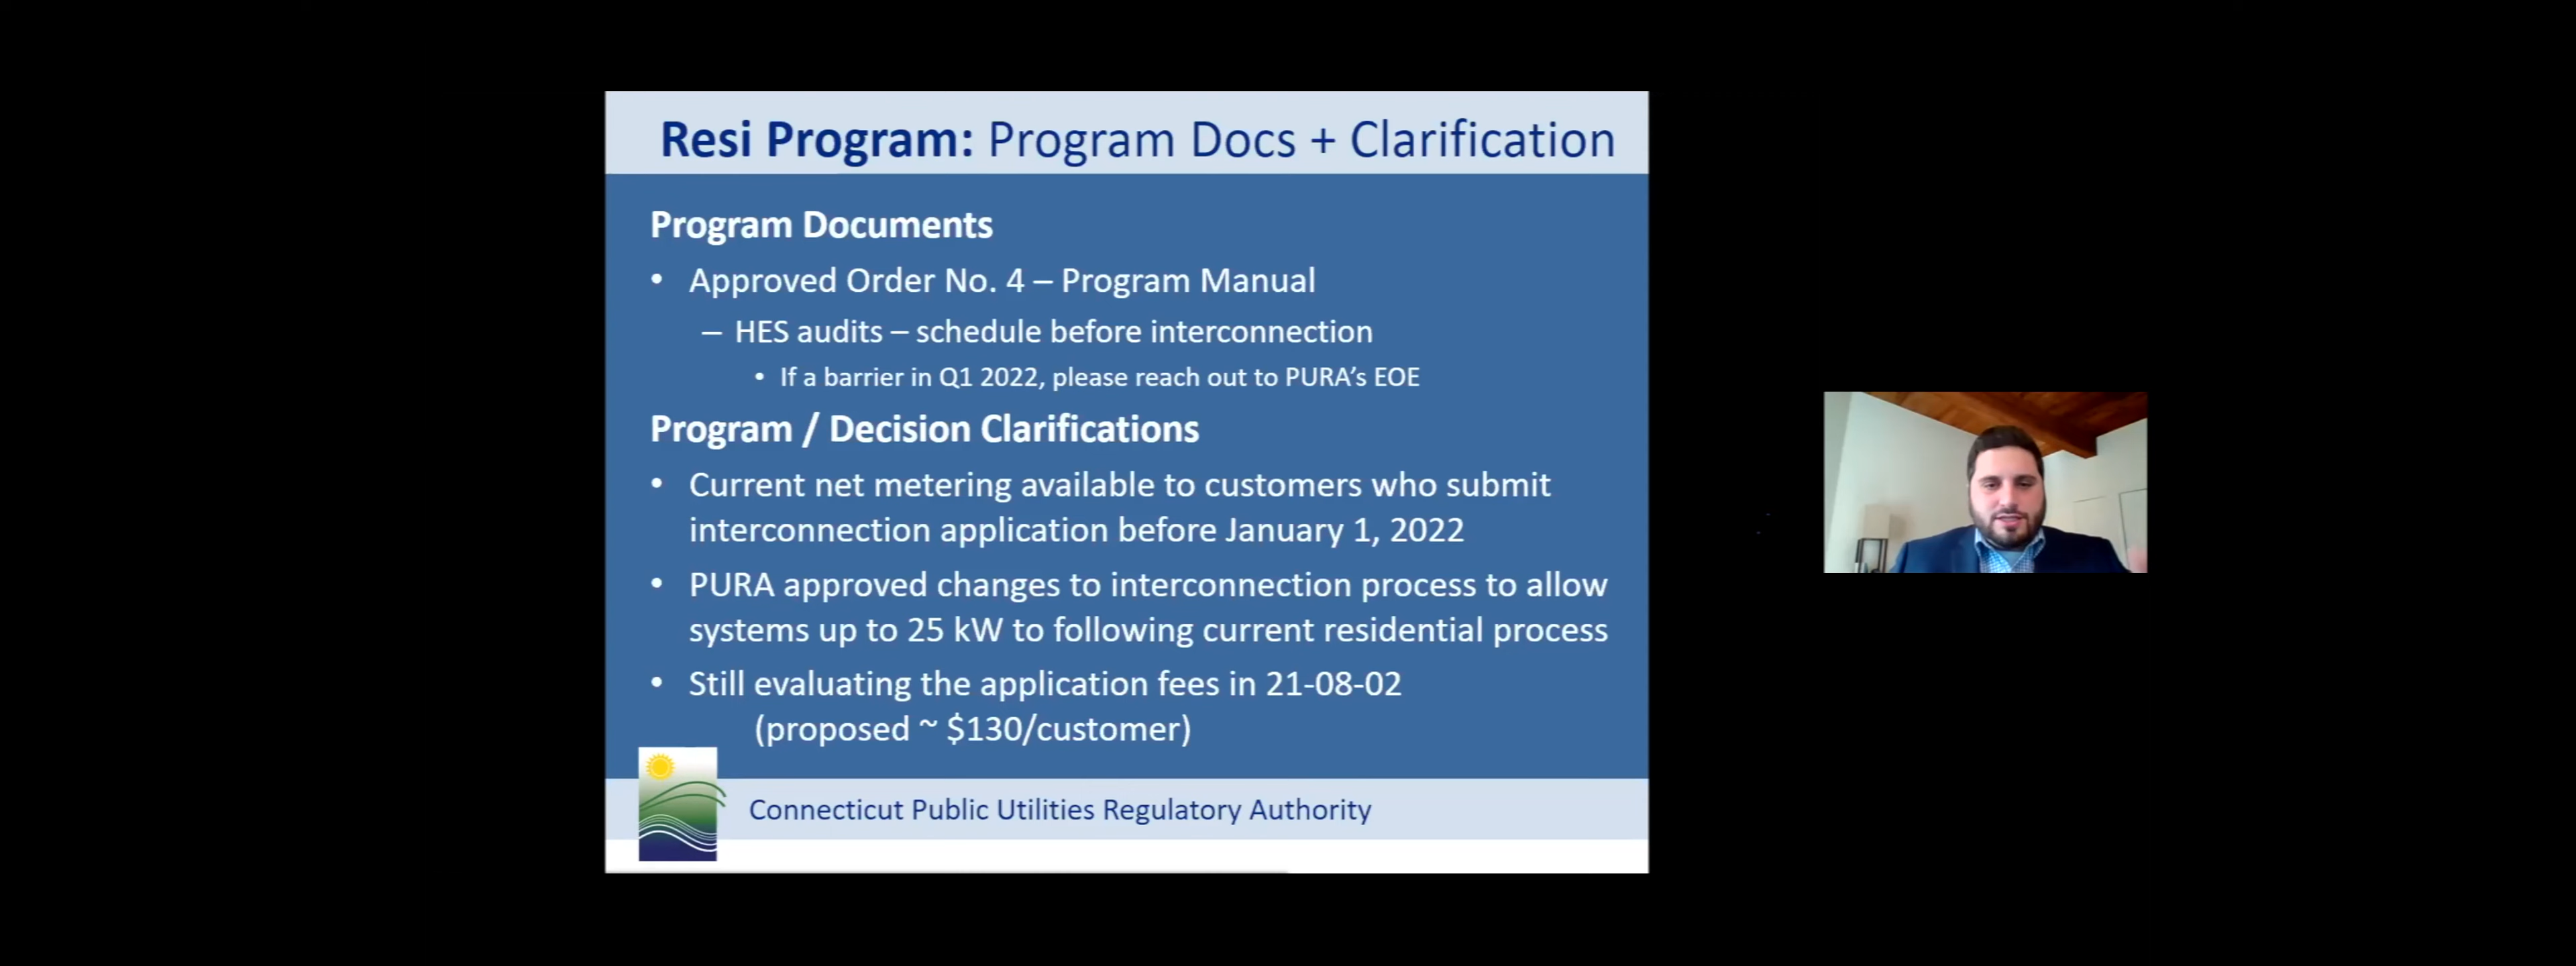 Resi Program: Program Docs + Clarification
Program Documents
• Approved Order No. 4 – Program Manual
– HES audits – schedule before interconnection
• If a barrier in Q1 2022, please reach out to PURA's EOE
Program / Decision Clarifications
• Current net metering available to customers who submit
interconnection application before January 1, 2022
• PURA approved changes to interconnection process to allow
systems up to 25 kW to following current residential process
• Still evaluating the application fees in 21-08-02
(proposed ~ $130/customer)
Connecticut Public Utilities Regulatory Authority